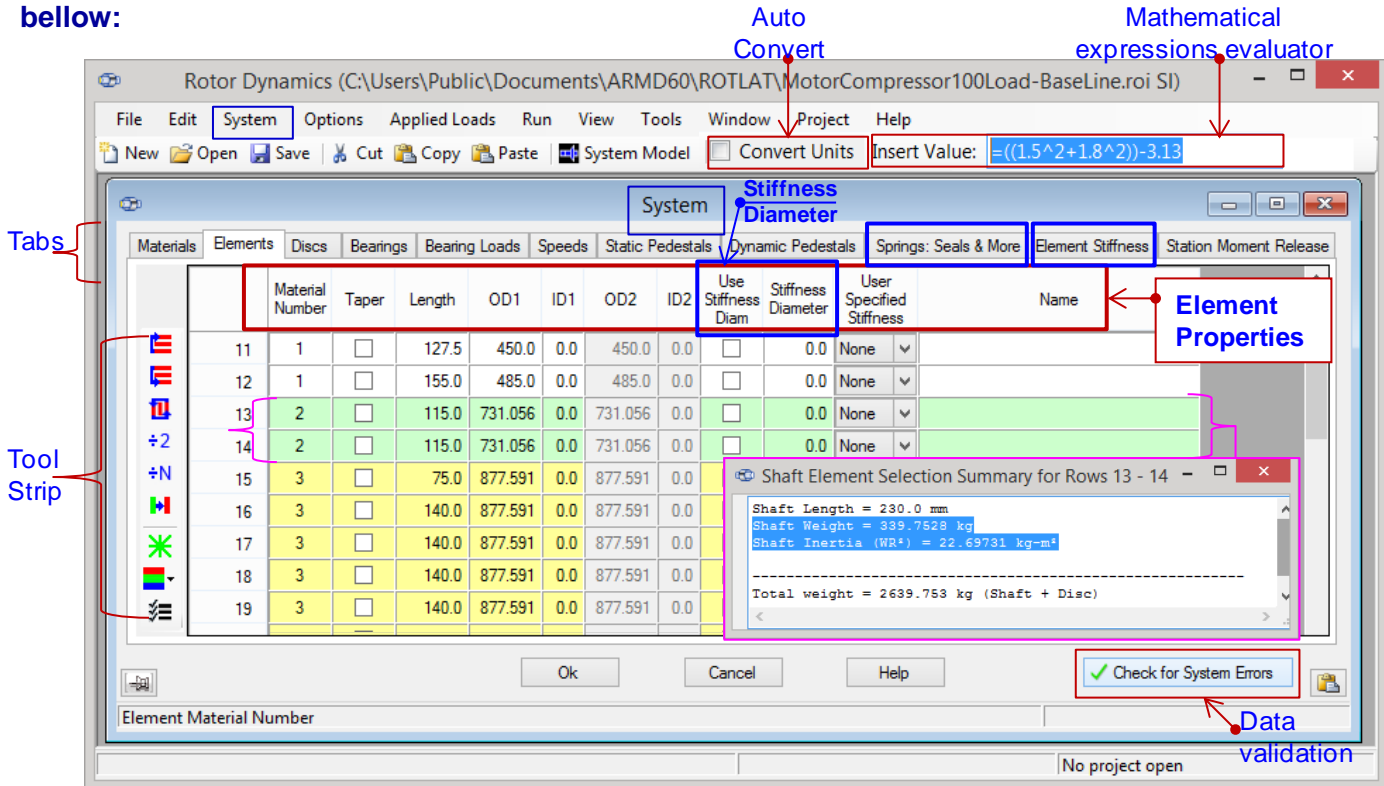 bellow:
Auto
Convert
Mathematical
expressions evaluator
Rotor Dynamics (C:\Users\Public\Documents\ARMD60\ROTLAT\MotorCompressor100Load-BaseLine.roi SI)
File Edit System Options Applied Loads Run View Tools Window Project Help
New Open Save Cut Copy Paste System Model Convert Units Insert Value: =((1.5^2+1.8^2))-3.13
System
Stiffness
Diameter
Tabs
Materials Elements Discs Bearings Bearing Loads Speeds Static Pedestals Dynamic Pedestals Springs: Seals & More Element Stiffness Station Moment Release
Material Number Taper Length OD1 ID1 OD2 ID2 Use Stiffness Diam Stiffness Diameter User Specified Stiffness Name
Element
Properties
11 1 127.5 450.0 0.0 450.0 0.0 0.0 None
12 1 155.0 485.0 0.0 485.0 0.0 0.0 None
13 2 115.0 731.056 0.0 731.056 0.0 0.0 None
14 2 115.0 731.056 0.0 731.056 0.0 0.0 None
15 3 75.0 877.591 0.0 877.591 0.0
16 3 140.0 877.591 0.0 877.591 0.0
17 3 140.0 877.591 0.0 877.591 0.0
18 3 140.0 877.591 0.0 877.591 0.0
19 3 140.0 877.591 0.0 877.591 0.0
÷2
÷N
Tool
Strip
Shaft Element Selection Summary for Rows 13 - 14
Shaft Length = 230.0 mm
Shaft Weight = 339.7528 kg
Shaft Inertia (WR²) = 22.69731 kg-m²
----------------------------------------------------------
Total weight = 2639.753 kg (Shaft + Disc)
Ok Cancel Help Check for System Errors
Element Material Number
Data
validation
No project open